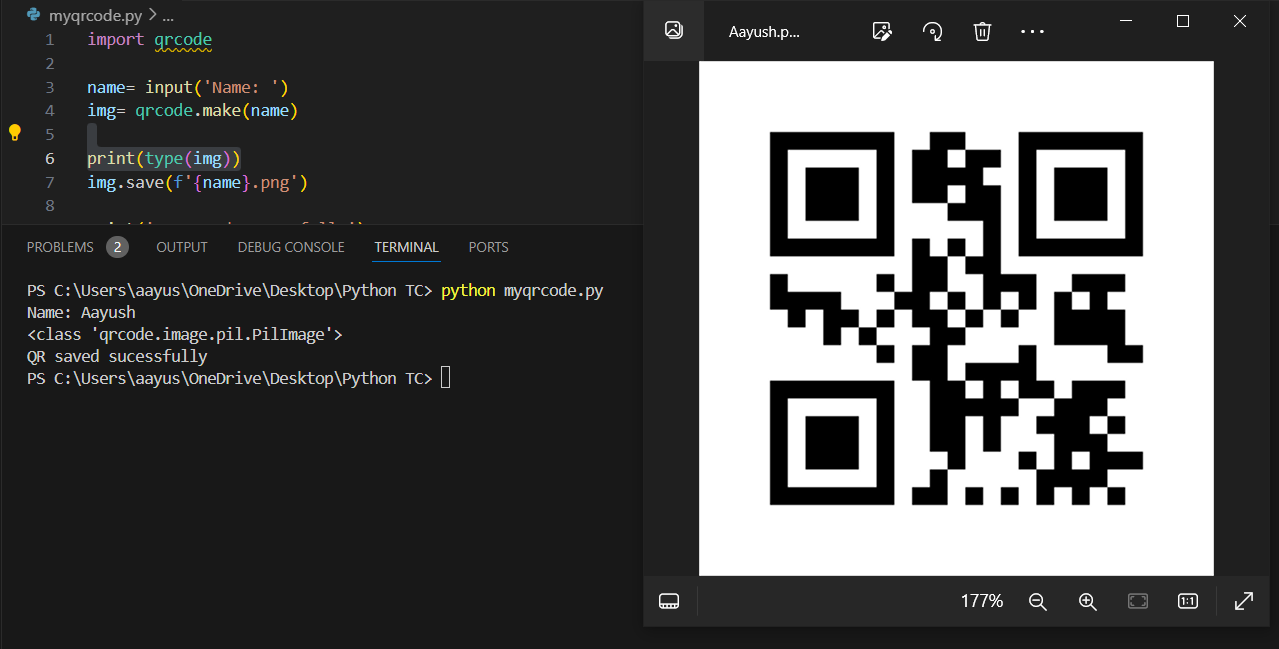 myqrcode.py > ...
1 import qrcode
2
3 name= input('Name: ')
4 img= qrcode.make(name)
5
6 print(type(img))
7 img.save(f'{name}.png')
8
PROBLEMS 2 OUTPUT DEBUG CONSOLE TERMINAL PORTS
PS C:\Users\aayus\OneDrive\Desktop\Python TC> python myqrcode.py
Name: Aayush
<class 'qrcode.image.pil.PilImage'>
QR saved sucessfully
PS C:\Users\aayus\OneDrive\Desktop\Python TC>
Aayush.p...
177%
1:1